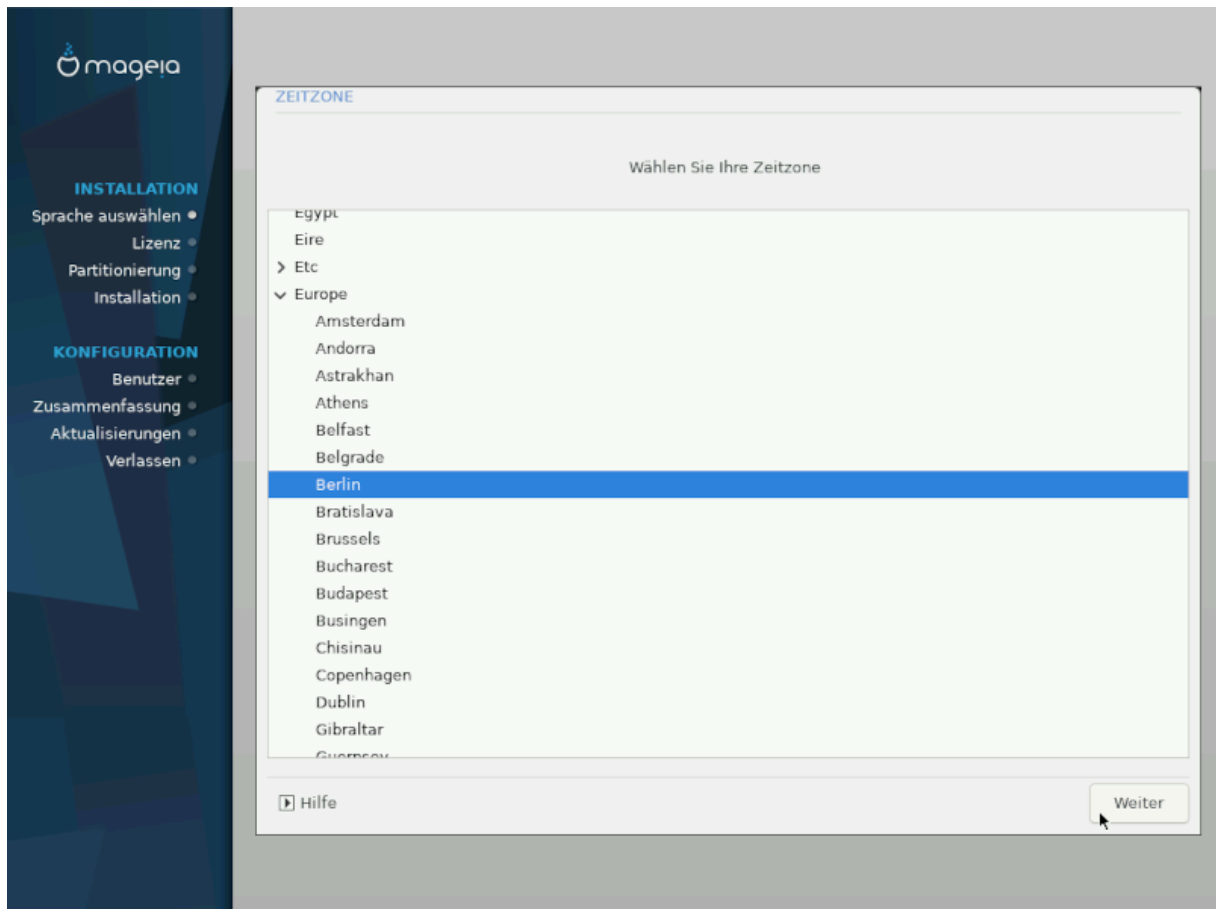 mageia
INSTALLATION
Sprache auswählen
Lizenz
Partitionierung
Installation
KONFIGURATION
Benutzer
Zusammenfassung
Aktualisierungen
Verlassen
ZEITZONE
Wählen Sie Ihre Zeitzone
Egypt
Eire
Etc
Europe
Amsterdam
Andorra
Astrakhan
Athens
Belfast
Belgrade
Berlin
Bratislava
Brussels
Bucharest
Budapest
Busingen
Chisinau
Copenhagen
Dublin
Gibraltar
Guernsey
Hilfe
Weiter